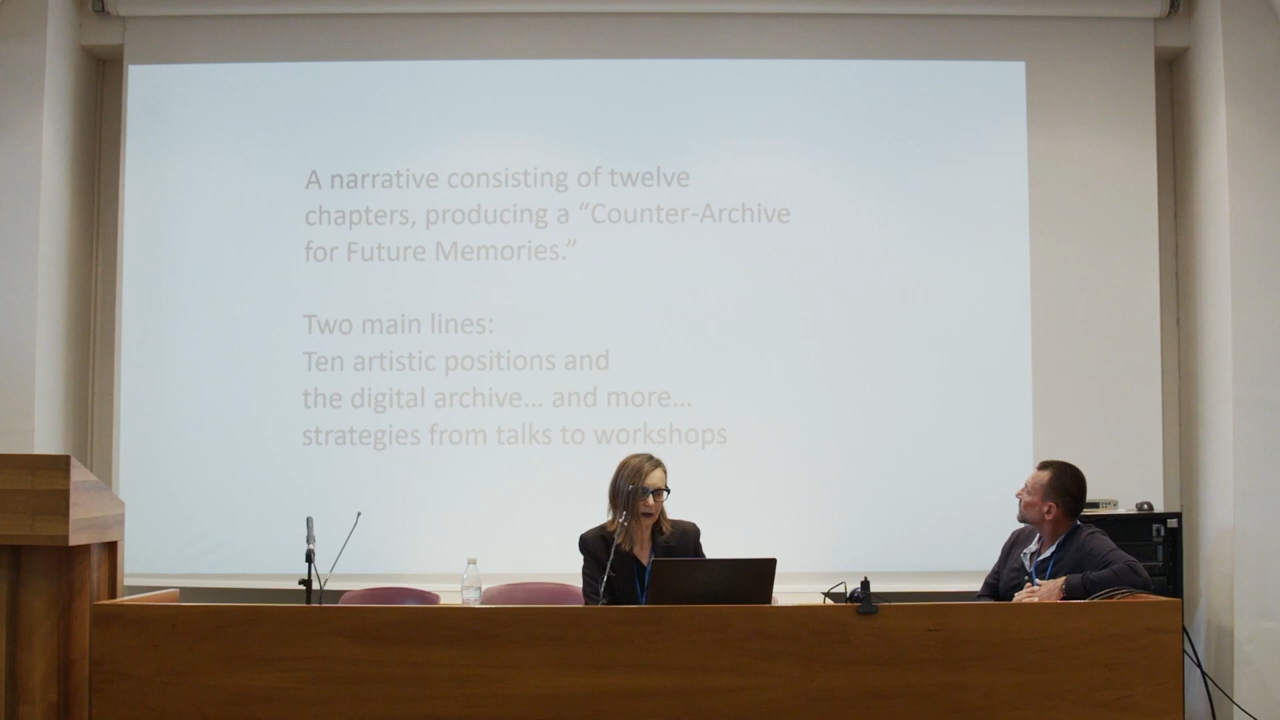 A narrative consisting of twelve
chapters, producing a “Counter-Archive
for Future Memories.”
Two main lines:
Ten artistic positions and
the digital archive... and more...
strategies from talks to workshops